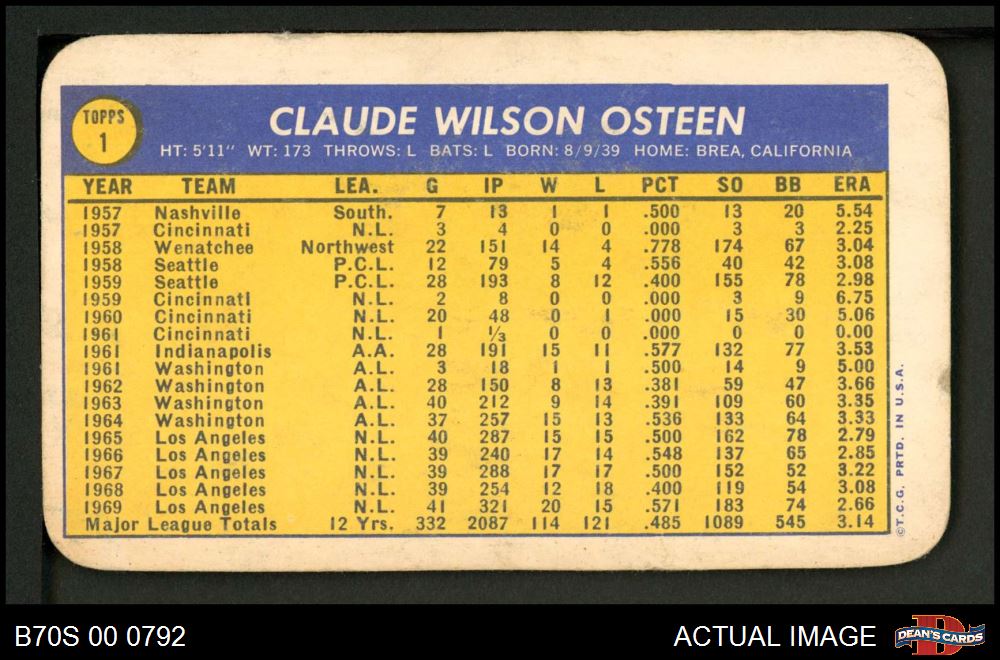 TOPPS
1
CLAUDE WILSON OSTEEN
HT: 5'11" WT: 173 THROWS: L BATS: L BORN: 8/9/39 HOME: BREA, CALIFORNIA
YEAR TEAM LEA. G IP W L PCT SO BB ERA
1957 Nashville South. 7 13 1 1 .500 13 20 5.54
1957 Cincinnati N.L. 3 4 0 0 .000 3 3 2.25
1958 Wenatchee Northwest 22 151 14 4 .778 174 67 3.04
1958 Seattle P.C.L. 12 79 5 4 .556 40 42 3.08
1959 Seattle P.C.L. 28 193 8 12 .400 155 78 2.98
1959 Cincinnati N.L. 2 8 0 0 .000 3 9 6.75
1960 Cincinnati N.L. 20 48 0 1 .000 15 30 5.06
1961 Cincinnati N.L. 1 ⅓ 0 0 .000 0 0 0.00
1961 Indianapolis A.A. 28 191 15 11 .577 132 77 3.53
1961 Washington A.L. 3 18 1 1 .500 14 9 5.00
1962 Washington A.L. 28 150 8 13 .381 59 47 3.66
1963 Washington A.L. 40 212 9 14 .391 109 60 3.35
1964 Washington A.L. 37 257 15 13 .536 133 64 3.33
1965 Los Angeles N.L. 40 287 15 15 .500 162 78 2.79
1966 Los Angeles N.L. 39 240 17 14 .548 137 65 2.85
1967 Los Angeles N.L. 39 288 17 17 .500 152 52 3.22
1968 Los Angeles N.L. 39 254 12 18 .400 119 54 3.08
1969 Los Angeles N.L. 41 321 20 15 .571 183 74 2.66
Major League Totals 12 Yrs. 332 2087 114 121 .485 1089 545 3.14
©T.C.G. PRTD. IN U.S.A.
B70S 00 0792
ACTUAL IMAGE
D
DEAN'S CARDS